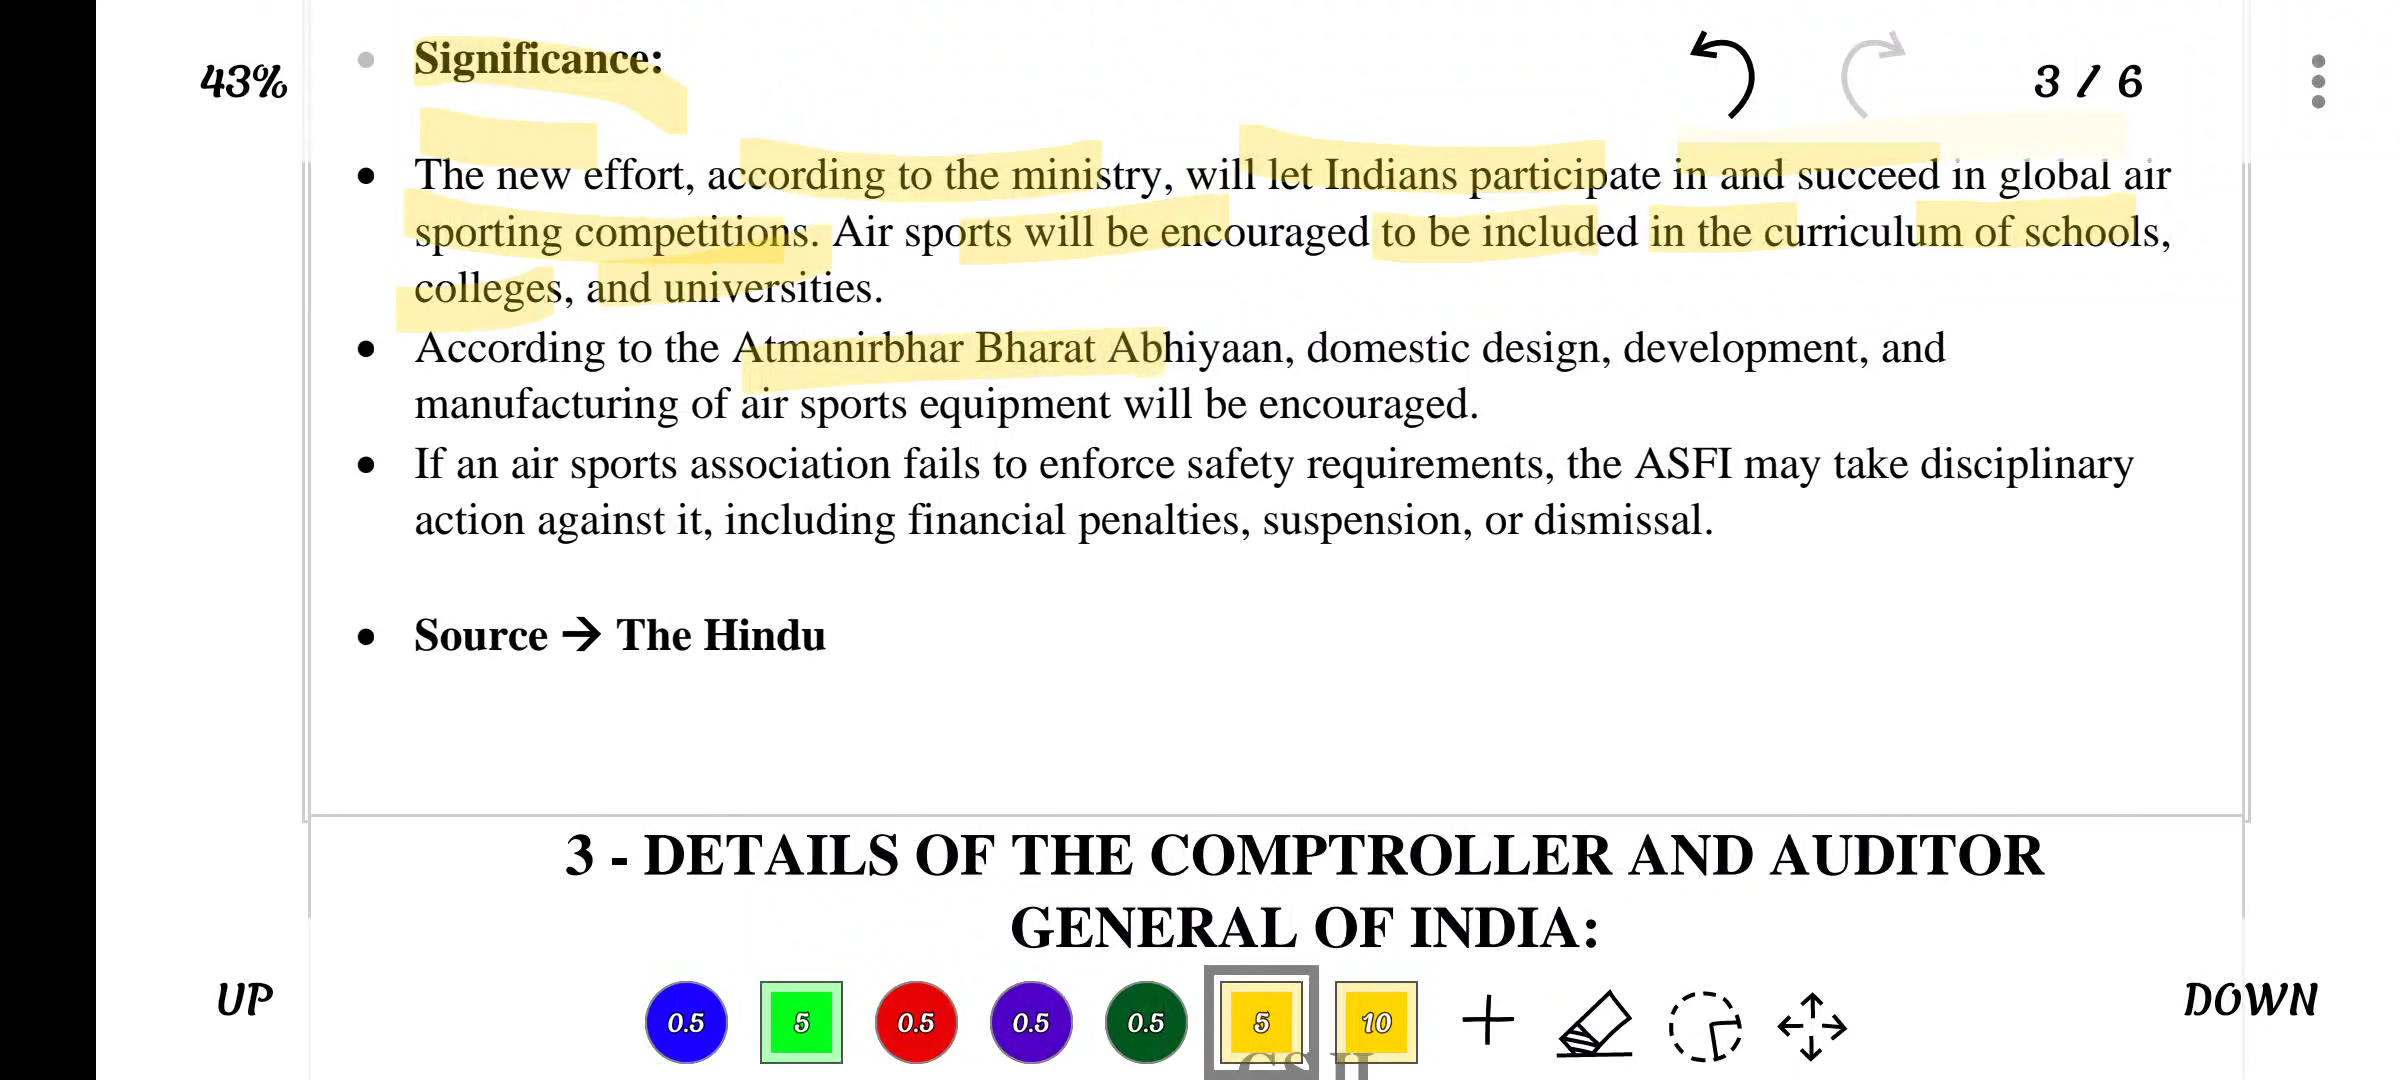 Significance:
43%
3 / 6
The new effort, according to the ministry, will let Indians participate in and succeed in global air
sporting competitions. Air sports will be encouraged to be included in the curriculum of schools,
colleges, and universities.
According to the Atmanirbhar Bharat Abhiyaan, domestic design, development, and
manufacturing of air sports equipment will be encouraged.
If an air sports association fails to enforce safety requirements, the ASFI may take disciplinary
action against it, including financial penalties, suspension, or dismissal.
Source → The Hindu
3 - DETAILS OF THE COMPTROLLER AND AUDITOR
GENERAL OF INDIA:
UP
DOWN
0.5 5 0.5 0.5 0.5 5 10